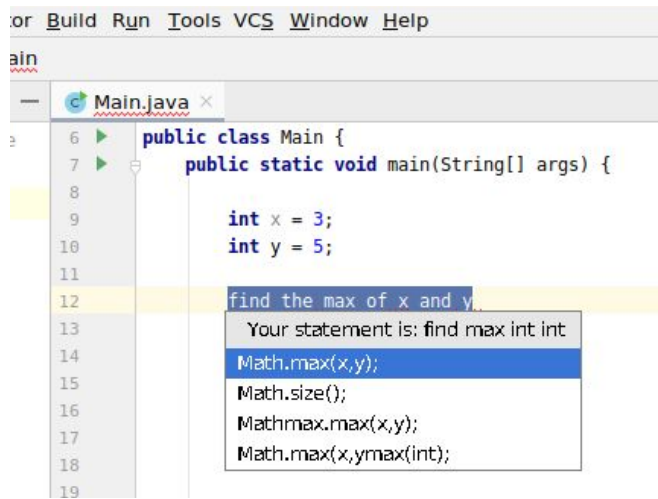 or Build Run Tools VCS Window Help
ain
Main.java
6 public class Main {
7 public static void main(String[] args) {
8
9 int x = 3;
10 int y = 5;
11
12 find the max of x and y
13 Your statement is: find max int int
14 Math.max(x,y);
15 Math.size();
16 Mathmax.max(x,y);
17 Math.max(x,ymax(int);
18
19